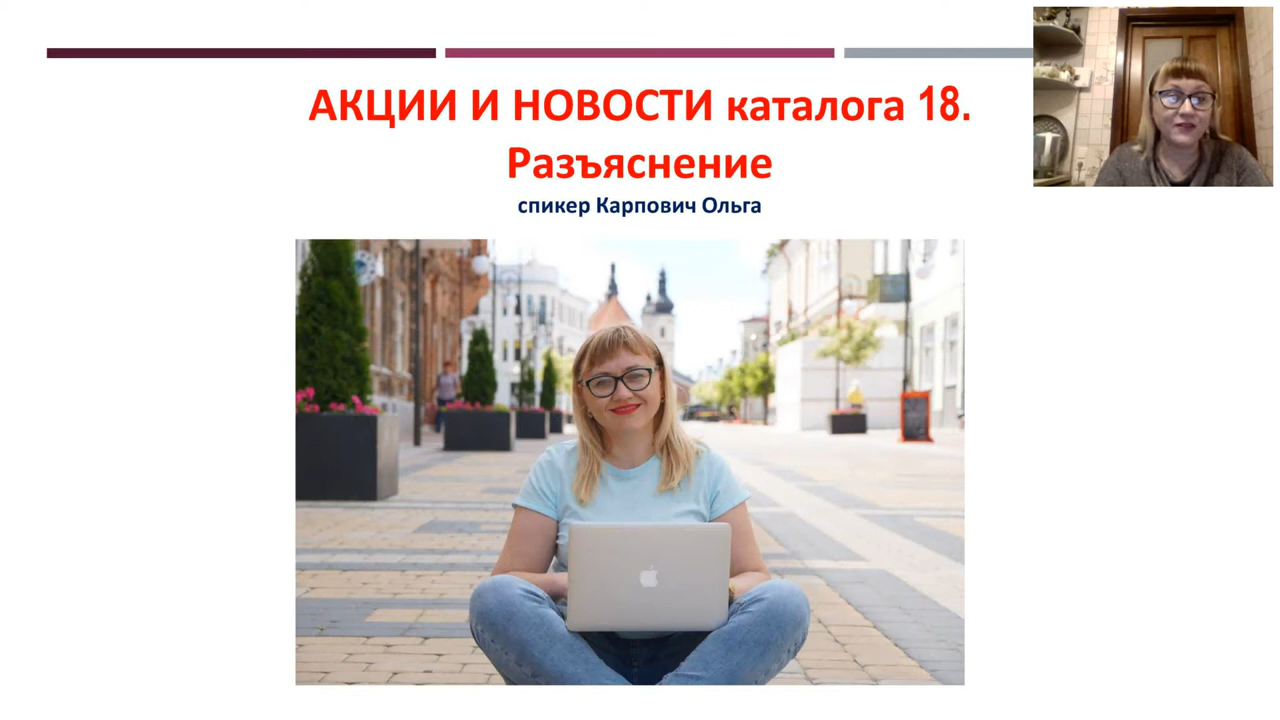 АКЦИИ И НОВОСТИ каталога 18.
Разъяснение
спикер Карпович Ольга